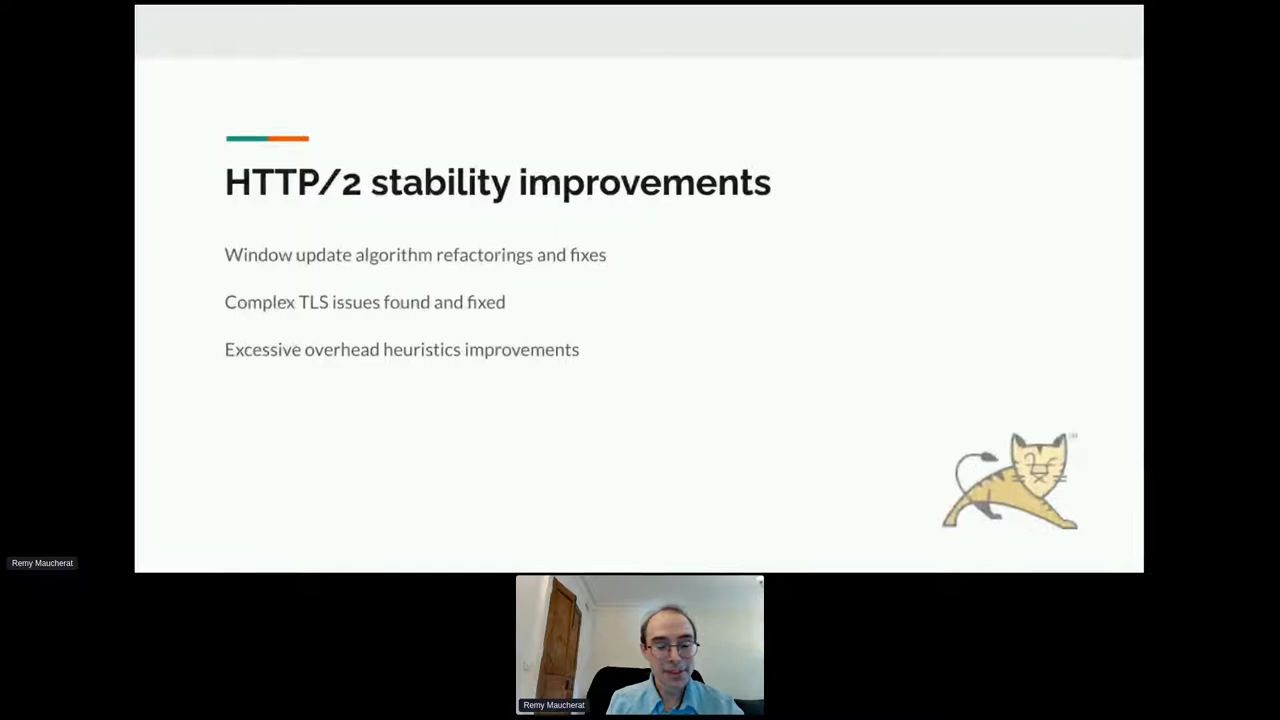 HTTP/2 stability improvements
Window update algorithm refactorings and fixes
Complex TLS issues found and fixed
Excessive overhead heuristics improvements
TM
Remy Maucherat
Remy Maucherat